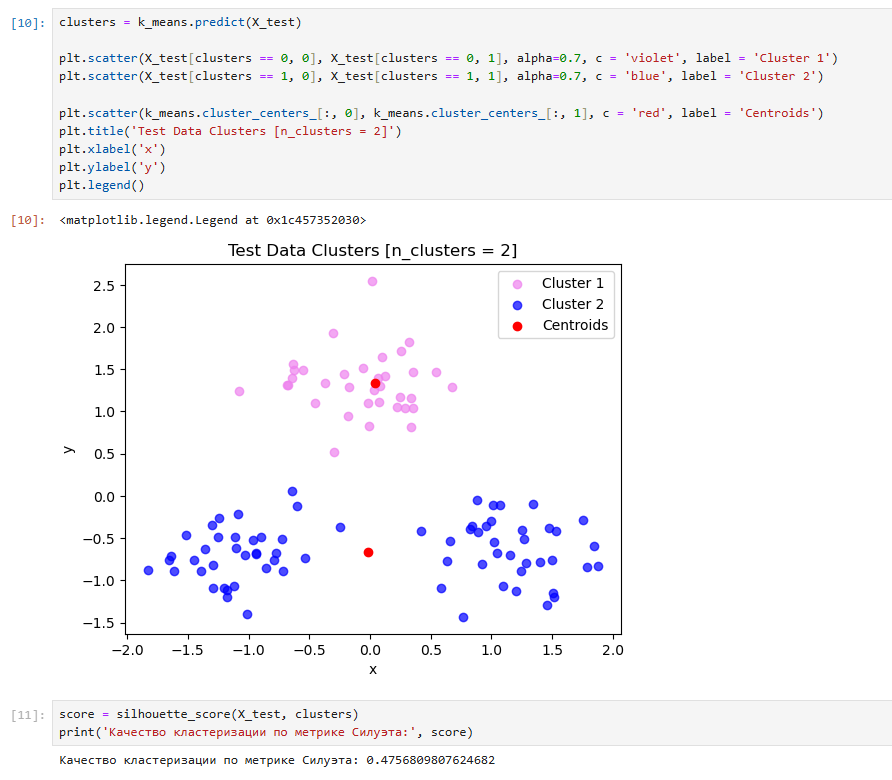 [10]: clusters = k_means.predict(X_test)
plt.scatter(X_test[clusters == 0, 0], X_test[clusters == 0, 1], alpha=0.7, c = 'violet', label = 'Cluster 1')
plt.scatter(X_test[clusters == 1, 0], X_test[clusters == 1, 1], alpha=0.7, c = 'blue', label = 'Cluster 2')
plt.scatter(k_means.cluster_centers_[:, 0], k_means.cluster_centers_[:, 1], c = 'red', label = 'Centroids')
plt.title('Test Data Clusters [n_clusters = 2]')
plt.xlabel('x')
plt.ylabel('y')
plt.legend()
[10]: <matplotlib.legend.Legend at 0x1c457352030>
Test Data Clusters [n_clusters = 2]
Cluster 1
Cluster 2
Centroids
2.5
2.0
1.5
1.0
0.5
0.0
−0.5
−1.0
−1.5
y
−2.0 −1.5 −1.0 −0.5 0.0 0.5 1.0 1.5 2.0
x
[11]: score = silhouette_score(X_test, clusters)
print('Качество кластеризации по метрике Силуэта:', score)
Качество кластеризации по метрике Силуэта: 0.4756809807624682